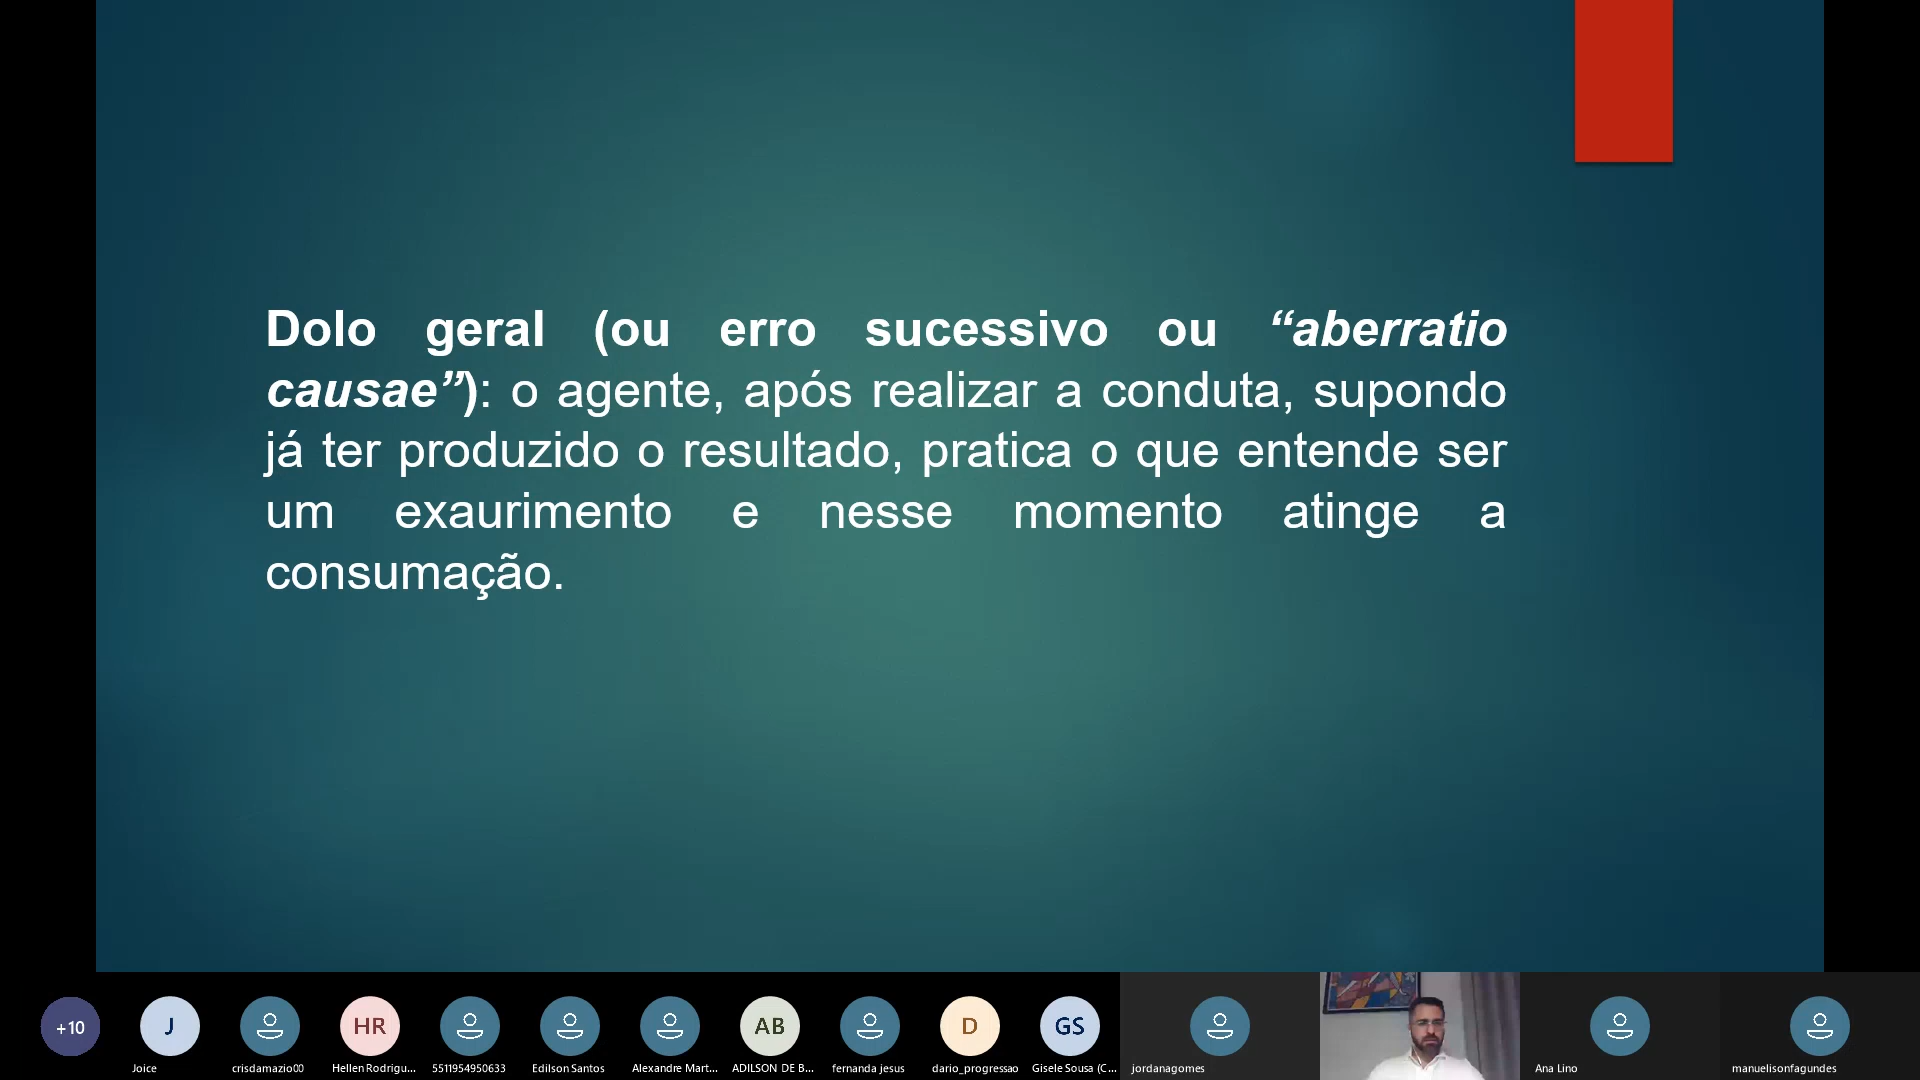 Dolo geral (ou erro sucessivo ou “aberratio
causae”): o agente, após realizar a conduta, supondo
já ter produzido o resultado, pratica o que entende ser
um exaurimento e nesse momento atinge a
consumação.
+10
J
HR
AB
D
GS
Joice
crisdamazio00
Hellen Rodrigu...
5511954950633
Edilson Santos
Alexandre Mart...
ADILSON DE B...
fernanda jesus
dario_progressao
Gisele Sousa (C...
jordanagomes
Ana Lino
manuelisonfagundes